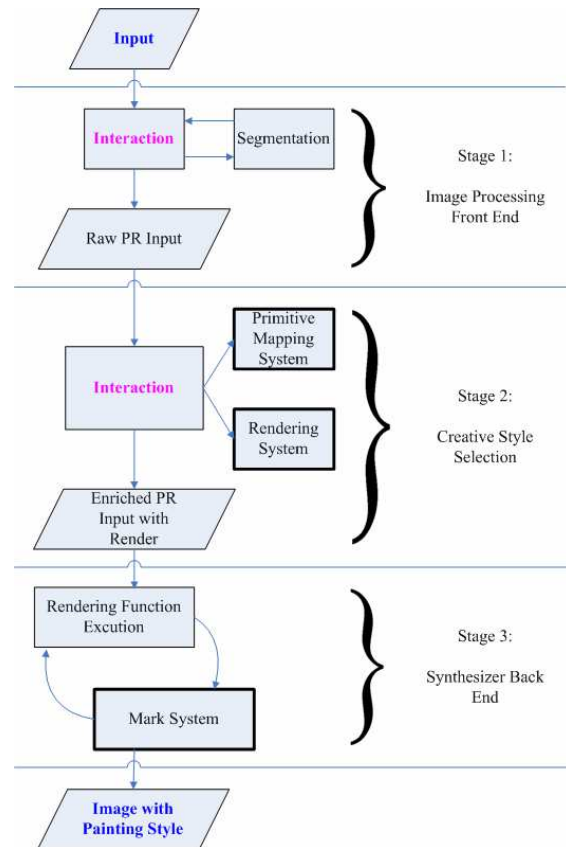 Input
Interaction
Segmentation
Raw PR Input
Stage 1:
Image Processing
Front End
Primitive
Mapping
System
Interaction
Rendering
System
Enriched PR
Input with
Render
Stage 2:
Creative Style
Selection
Rendering Function
Excution
Mark System
Stage 3:
Synthesizer Back
End
Image with
Painting Style